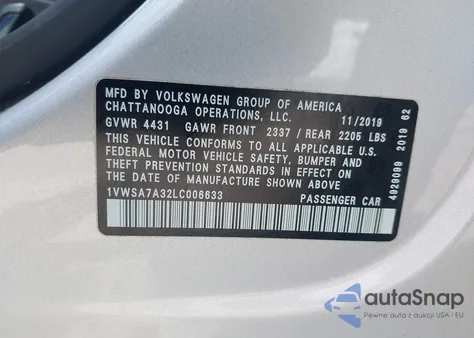 MFD BY VOLKSWAGEN GROUP OF AMERICA
CHATTANOOGA OPERATIONS, LLC. 11/2019
GVWR 4431 GAWR FRONT 2337 / REAR 2205 LBS
THIS VEHICLE CONFORMS TO ALL APPLICABLE U.S.
FEDERAL MOTOR VEHICLE SAFETY, BUMPER AND
THEFT PREVENTION STANDARDS IN EFFECT ON THE
DATE OF MANUFACTURE SHOWN ABOVE.
1VWSA7A32LC006633 PASSENGER CAR
4929099 2019 62
autoSnap
Pewne auta z aukcji USA - EU